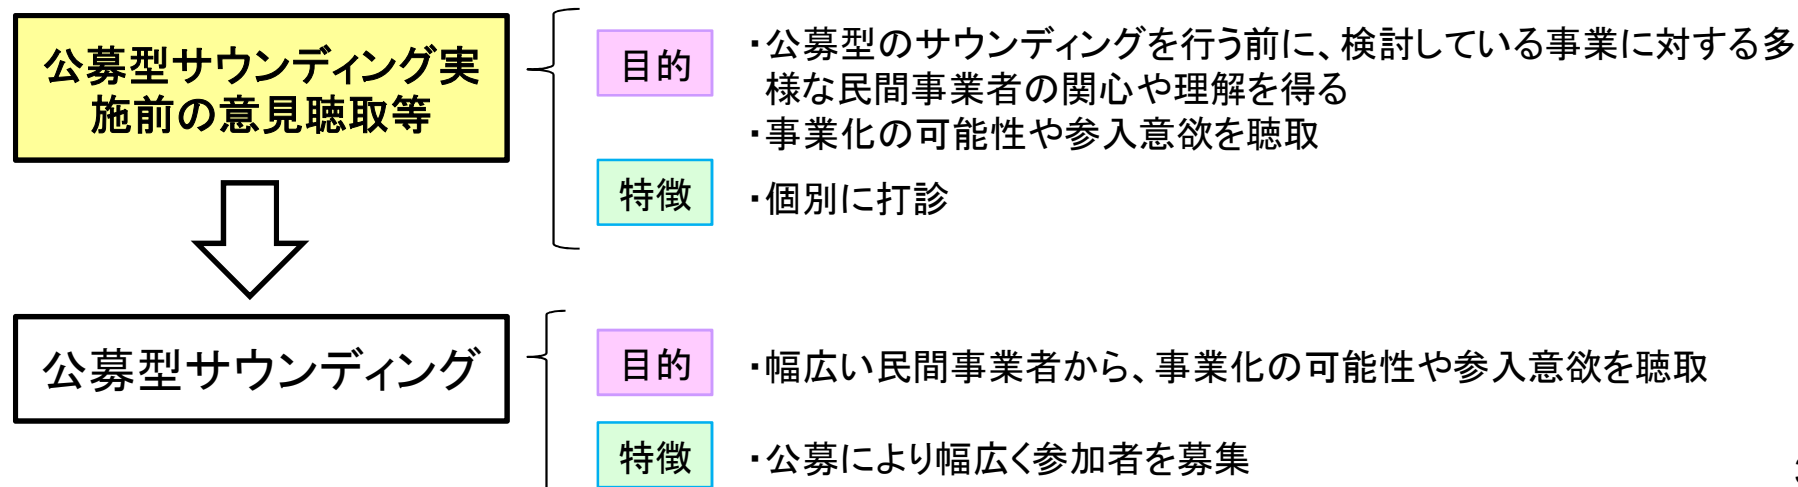 公募型サウンディング実
施前の意見聴取等
目的
・公募型のサウンディングを行う前に、検討している事業に対する多
様な民間事業者の関心や理解を得る
・事業化の可能性や参入意欲を聴取
特徴
・個別に打診
公募型サウンディング
目的
・幅広い民間事業者から、事業化の可能性や参入意欲を聴取
特徴
・公募により幅広く参加者を募集